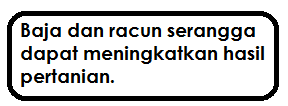 Baja dan racun serangga
dapat meningkatkan hasil
pertanian.